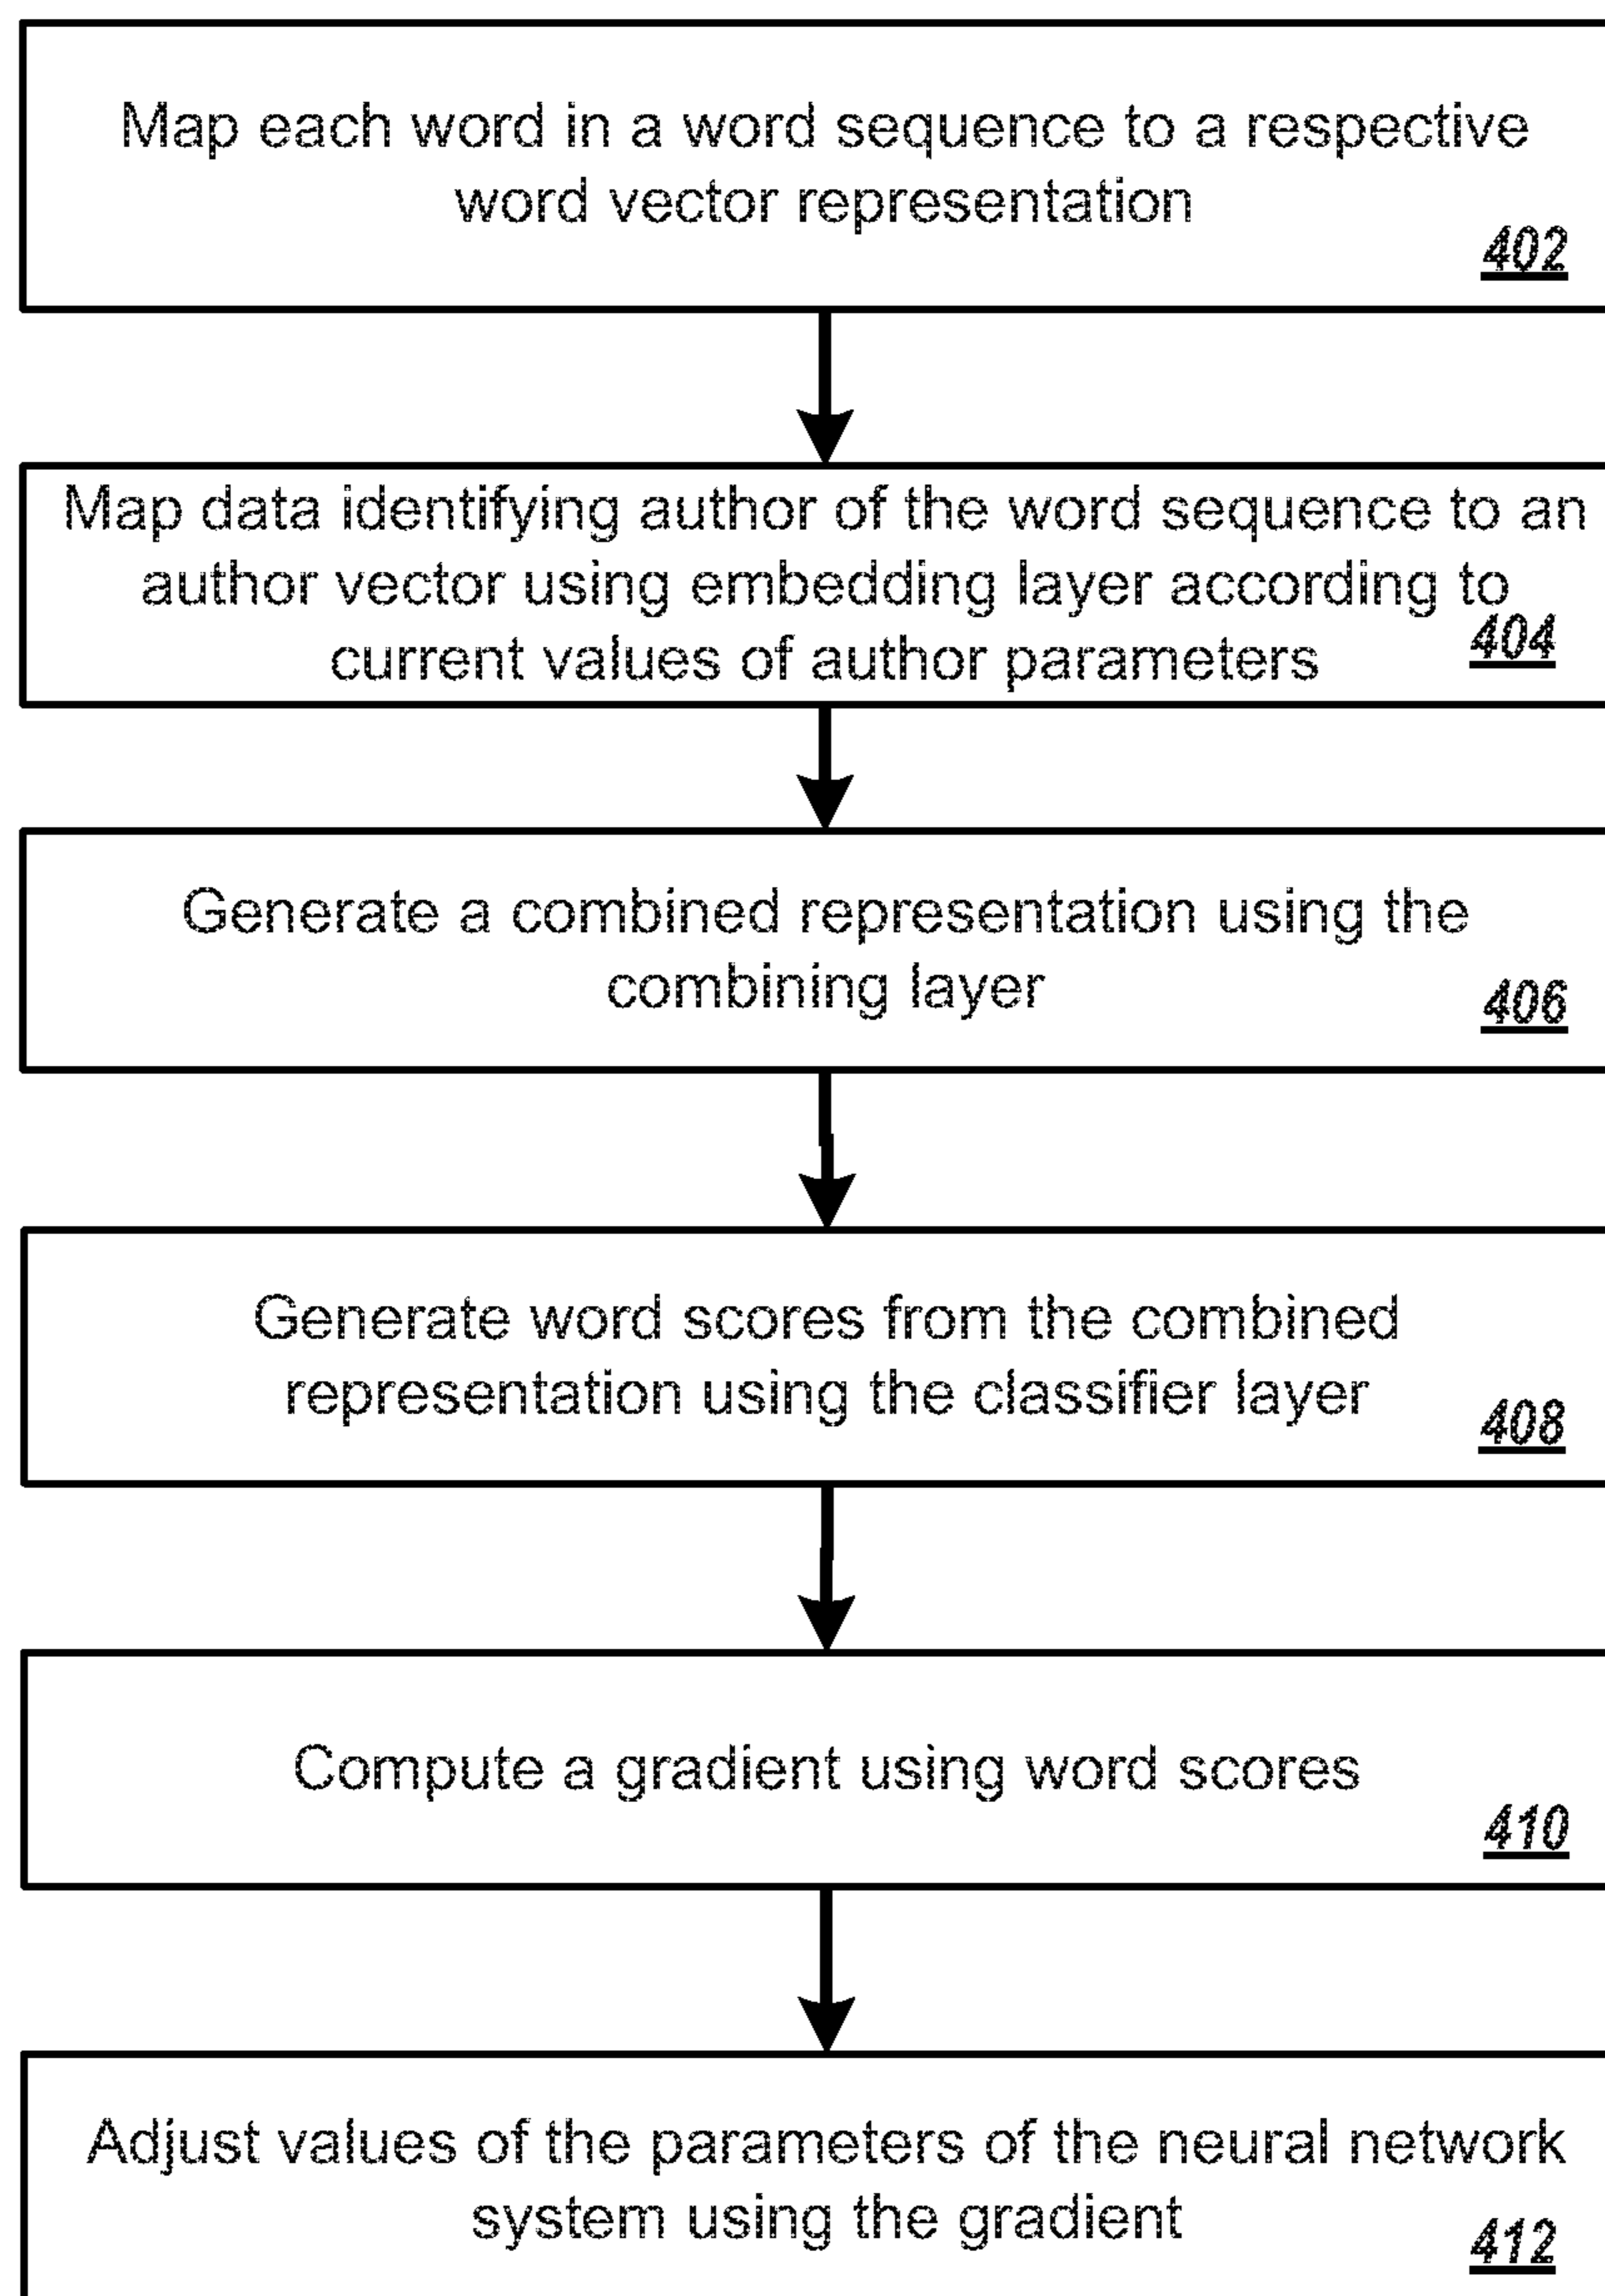 Map each word in a word sequence to a respective
word vector representation
402
Map data identifying author of the word sequence to an
author vector using embedding layer according to
current values of author parameters
404
Generate a combined representation using the
combining layer
406
Generate word scores from the combined
representation using the classifier layer
408
Compute a gradient using word scores
410
Adjust values of the parameters of the neural network
system using the gradient
412